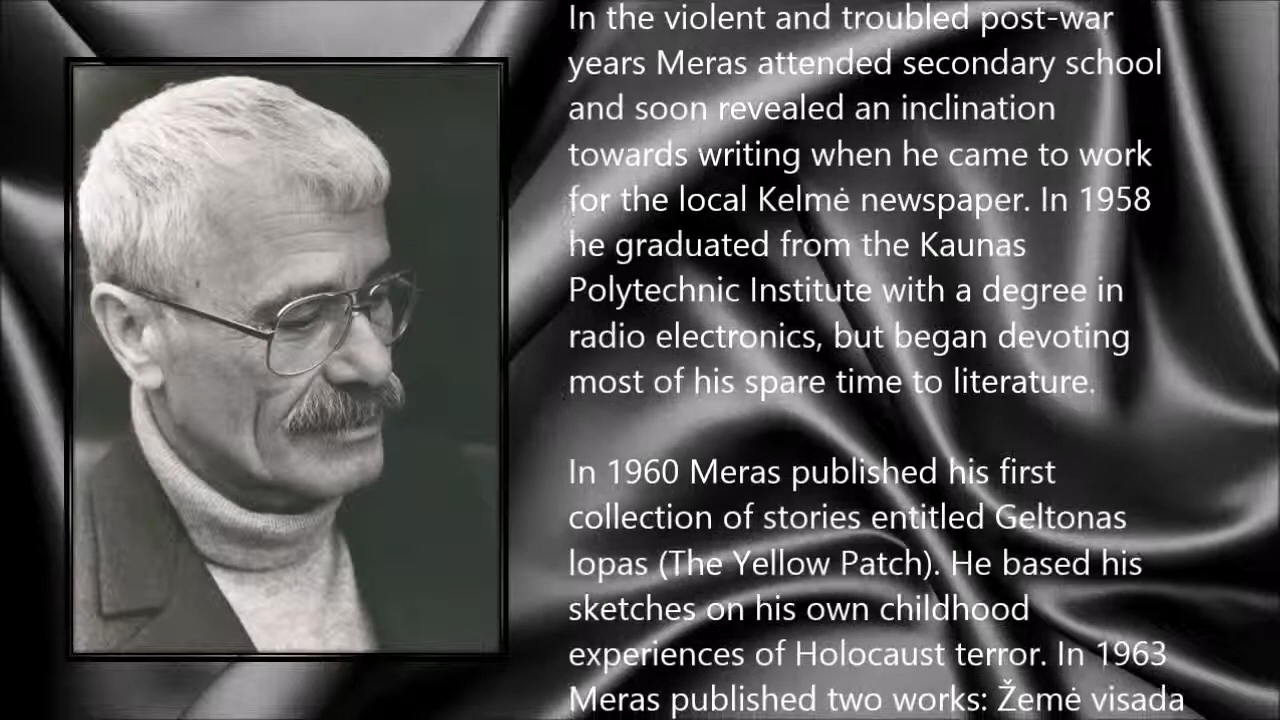 In the violent and troubled post-war
years Meras attended secondary school
and soon revealed an inclination
towards writing when he came to work
for the local Kelmė newspaper. In 1958
he graduated from the Kaunas
Polytechnic Institute with a degree in
radio electronics, but began devoting
most of his spare time to literature.
In 1960 Meras published his first
collection of stories entitled Geltonas
lopas (The Yellow Patch). He based his
sketches on his own childhood
experiences of Holocaust terror. In 1963
Meras published two works: Žemė visada